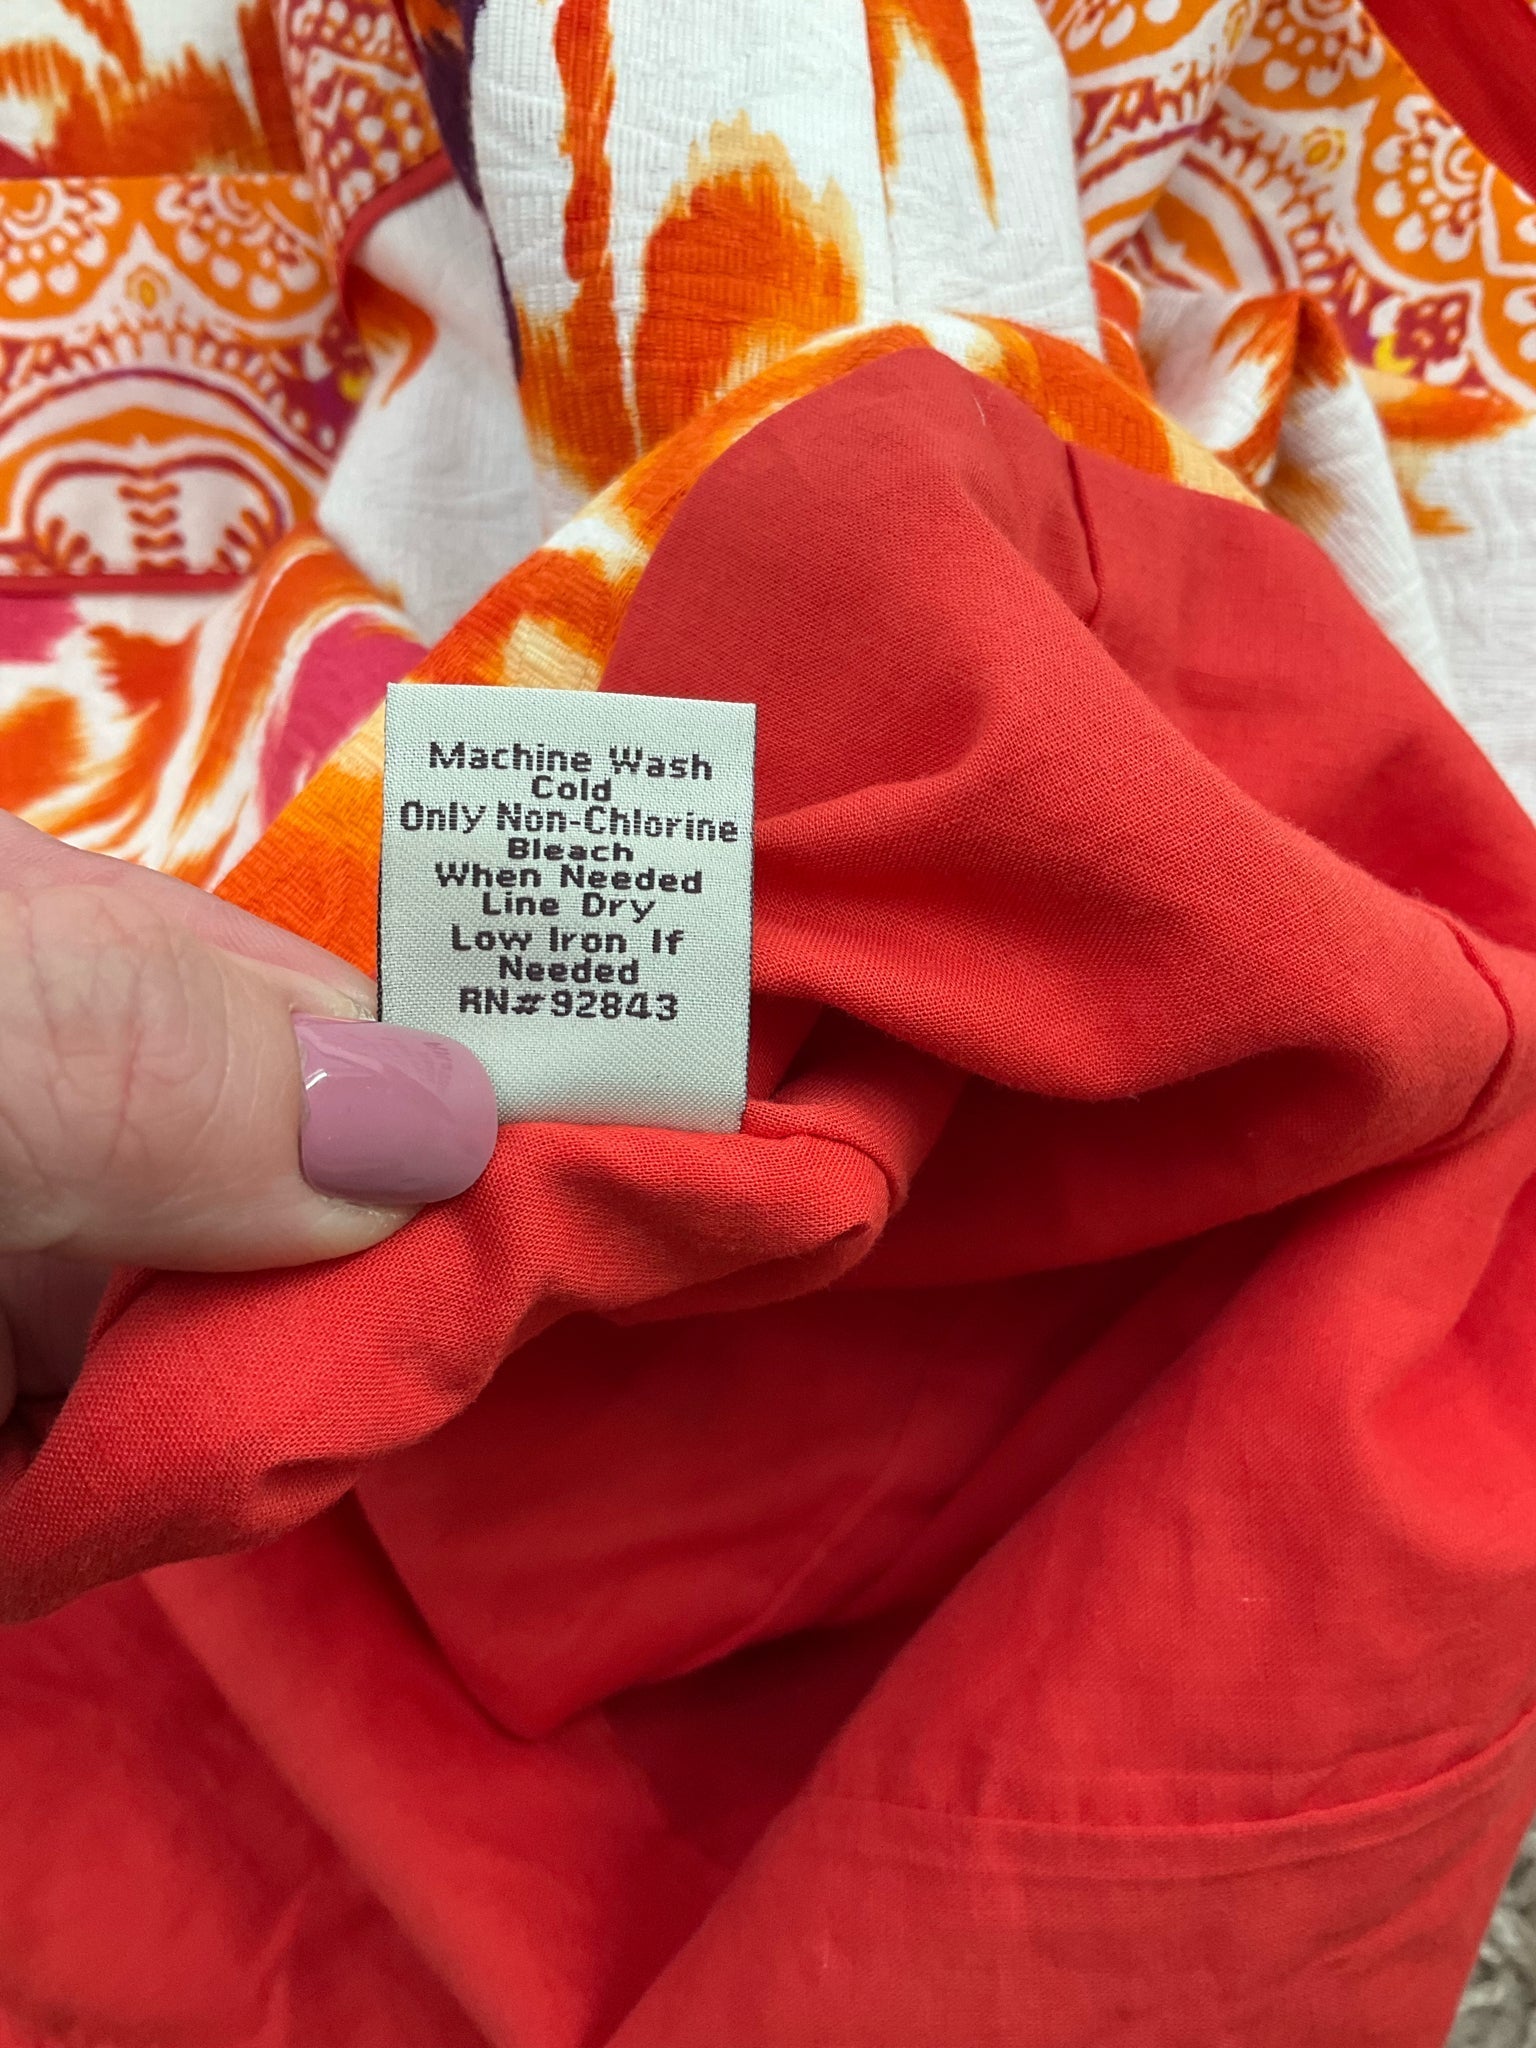 Machine Wash
Cold
Only Non-Chlorine
Bleach
When Needed
Line Dry
Low Iron If
Needed
RN#92843